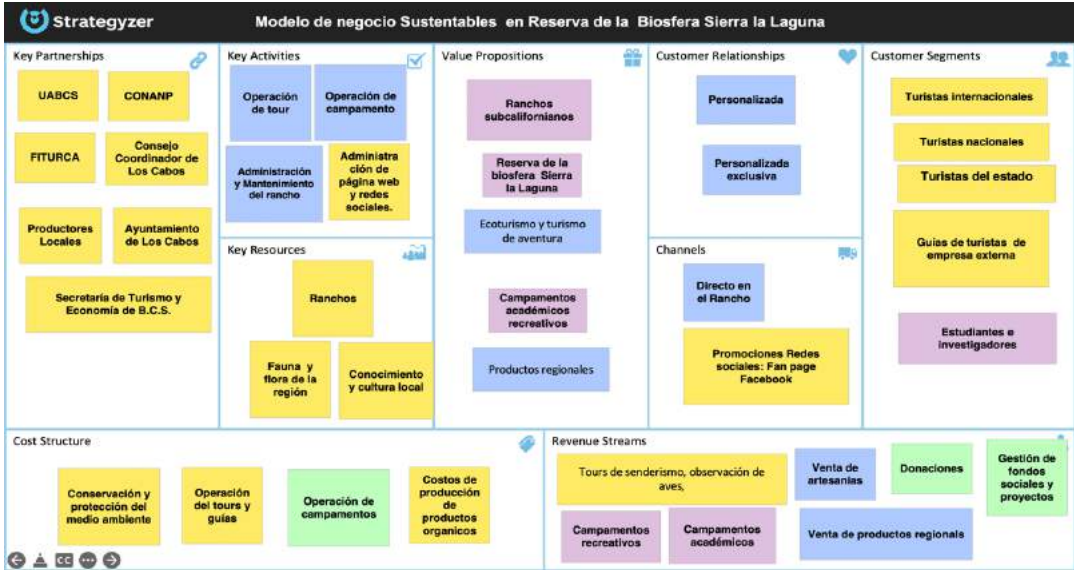 Strategyzer
Modelo de negocio Sustentables en Reserva de la Biosfera Sierra la Laguna
Key Partnerships
UABCS
CONANP
FITURCA
Consejo
Coordinador de
Los Cabos
Productores
Locales
Ayuntamiento
de Los Cabos
Secretaría de Turismo y
Economía de B.C.S.
Key Activities
Operación
de tour
Operación de
campamento
Administración
y Mantenimiento
del rancho
Administra
ción de
página web
y redes
sociales.
Key Resources
Ranchos
Fauna y
flora de la
región
Conocimiento
y cultura local
Value Propositions
Ranchos
subcalifornianos
Reserva de la
biosfera Sierra
la Laguna
Ecoturismo y turismo
de aventura
Campamentos
académicos
recreativos
Productos regionales
Customer Relationships
Personalizada
Personalizada
exclusiva
Channels
Directo en
el Rancho
Promociones Redes
sociales: Fan page
Facebook
Customer Segments
Turistas internacionales
Turistas nacionales
Turistas del estado
Guías de turistas de
empresa externa
Estudiantes e
investigadores
Cost Structure
Conservación y
protección del
medio ambiente
Operación
del tours y
guías
Operación de
campamentos
Costos de
producción
de
productos
organicos
Revenue Streams
Tours de senderismo, observación de
aves,
Venta de
artesanías
Donaciones
Gestión de
fondos
sociales y
proyectos
Campamentos
recreativos
Campamentos
académicos
Venta de productos regionals
CC